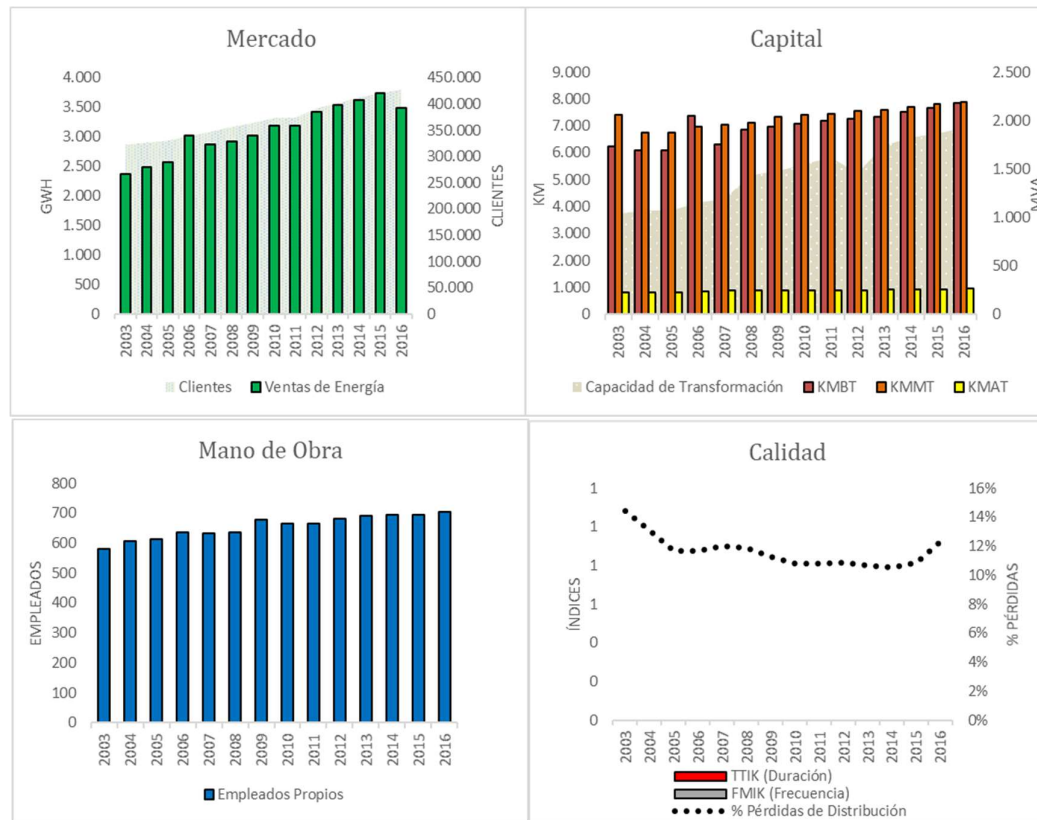 Mercado
4.000
3.500
3.000
2.500
2.000
1.500
1.000
500
0
GWH
450.000
400.000
350.000
300.000
250.000
200.000
150.000
100.000
50.000
0
CLIENTES
2003 2004 2005 2006 2007 2008 2009 2010 2011 2012 2013 2014 2015 2016
Clientes Ventas de Energía
Capital
9.000
8.000
7.000
6.000
5.000
4.000
3.000
2.000
1.000
0
KM
2.500
2.000
1.500
1.000
500
0
MVA
2003 2004 2005 2006 2007 2008 2009 2010 2011 2012 2013 2014 2015 2016
Capacidad de Transformación KMBT KMMT KMAT
Mano de Obra
800
700
600
500
400
300
200
100
0
EMPLEADOS
2003 2004 2005 2006 2007 2008 2009 2010 2011 2012 2013 2014 2015 2016
Empleados Propios
Calidad
1
1
1
1
0
0
0
ÍNDICES
16%
14%
12%
10%
8%
6%
4%
2%
0%
% PÉRDIDAS
2003 2004 2005 2006 2007 2008 2009 2010 2011 2012 2013 2014 2015 2016
TTIK (Duración)
FMIK (Frecuencia)
% Pérdidas de Distribución